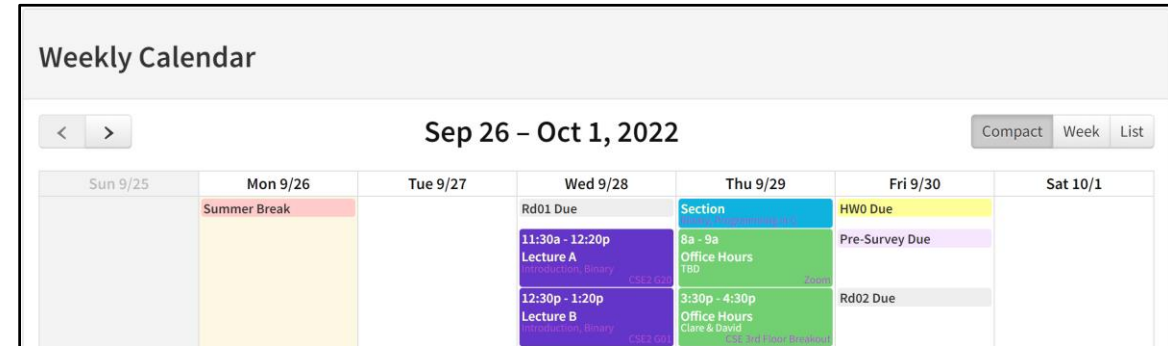 Weekly Calendar
< >
Sep 26 – Oct 1, 2022
Compact Week List
Sun 9/25 Mon 9/26 Tue 9/27 Wed 9/28 Thu 9/29 Fri 9/30 Sat 10/1
Summer Break
Rd01 Due
11:30a - 12:20p
Lecture A
Introduction, Binary
CSE2 G20
12:30p - 1:20p
Lecture B
Introduction, Binary
CSE2 G01
Section
8a - 9a
Office Hours
TBD
Zoom
3:30p - 4:30p
Office Hours
Clare & David
CSE 3rd Floor Breakout
HW0 Due
Pre-Survey Due
Rd02 Due